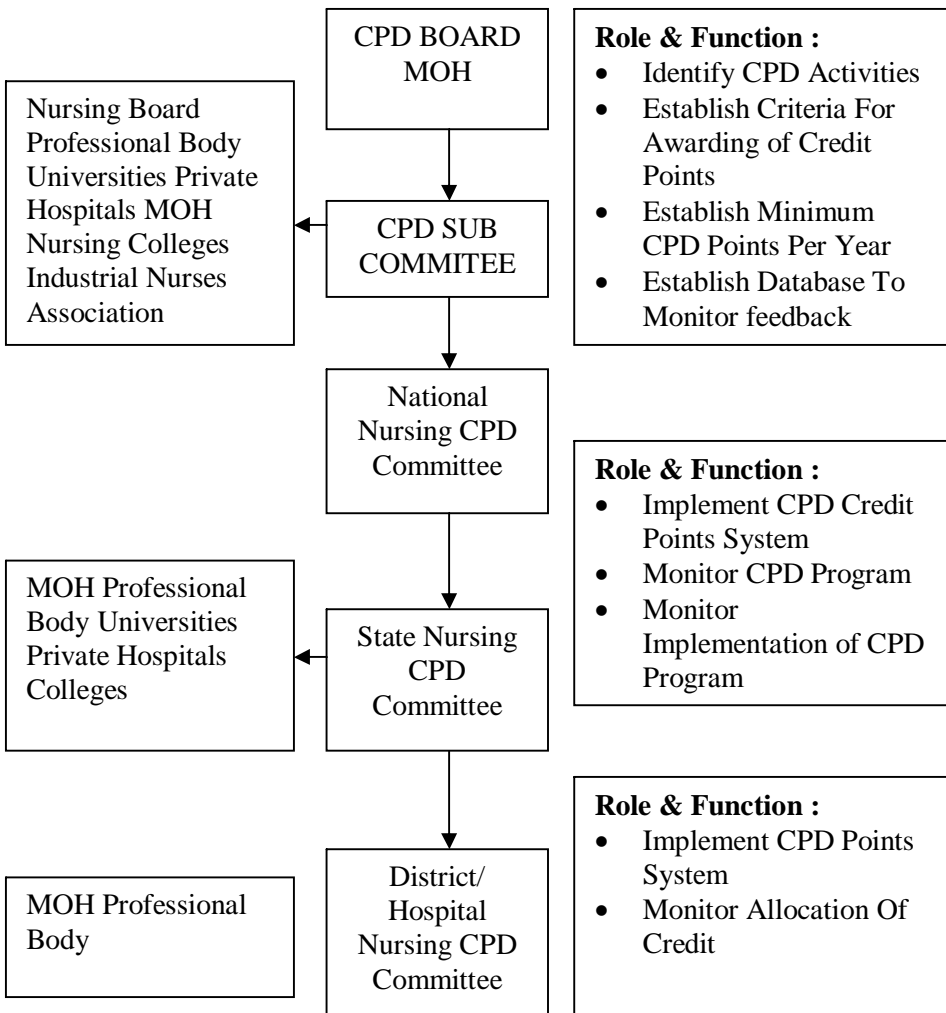 CPD BOARD
MOH
Role & Function :
• Identify CPD Activities
• Establish Criteria For
Awarding of Credit
Points
• Establish Minimum
CPD Points Per Year
• Establish Database To
Monitor feedback
Nursing Board
Professional Body
Universities Private
Hospitals MOH
Nursing Colleges
Industrial Nurses
Association
CPD SUB
COMMITEE
National
Nursing CPD
Committee
Role & Function :
• Implement CPD Credit
Points System
• Monitor CPD Program
• Monitor
Implementation of CPD
Program
MOH Professional
Body Universities
Private Hospitals
Colleges
State Nursing
CPD
Committee
Role & Function :
• Implement CPD Points
System
• Monitor Allocation Of
Credit
MOH Professional
Body
District/
Hospital
Nursing CPD
Committee